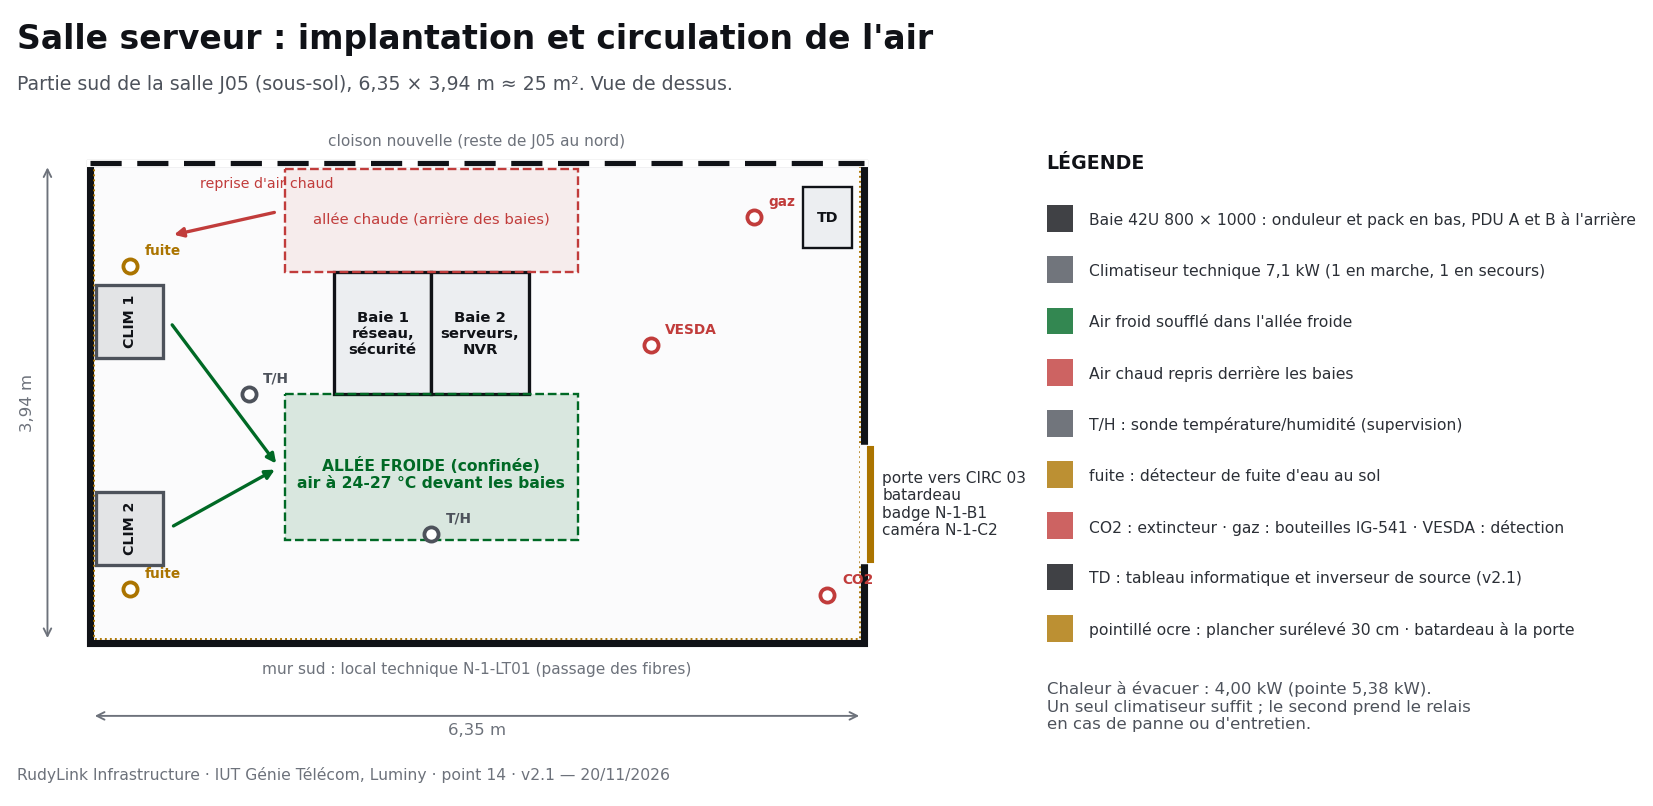 Salle serveur : implantation et circulation de l'air
Partie sud de la salle J05 (sous-sol), 6,35 × 3,94 m ≈ 25 m². Vue de dessus.
cloison nouvelle (reste de J05 au nord)
reprise d'air chaud
allée chaude (arrière des baies)
gaz
TD
fuite
CLIM 1
Baie 1
réseau,
sécurité
Baie 2
serveurs,
NVR
VESDA
T/H
3,94 m
ALLÉE FROIDE (confinée)
air à 24-27 °C devant les baies
T/H
CLIM 2
fuite
porte vers CIRC 03
batardeau
badge N-1-B1
caméra N-1-C2
CO2
mur sud : local technique N-1-LT01 (passage des fibres)
6,35 m
LÉGENDE
Baie 42U 800 × 1000 : onduleur et pack en bas, PDU A et B à l'arrière
Climatiseur technique 7,1 kW (1 en marche, 1 en secours)
Air froid soufflé dans l'allée froide
Air chaud repris derrière les baies
T/H : sonde température/humidité (supervision)
fuite : détecteur de fuite d'eau au sol
CO2 : extincteur · gaz : bouteilles IG-541 · VESDA : détection
TD : tableau informatique et inverseur de source (v2.1)
pointillé ocre : plancher surélevé 30 cm · batardeau à la porte
Chaleur à évacuer : 4,00 kW (pointe 5,38 kW).
Un seul climatiseur suffit ; le second prend le relais
en cas de panne ou d'entretien.
RudyLink Infrastructure · IUT Génie Télécom, Luminy · point 14 · v2.1 — 20/11/2026